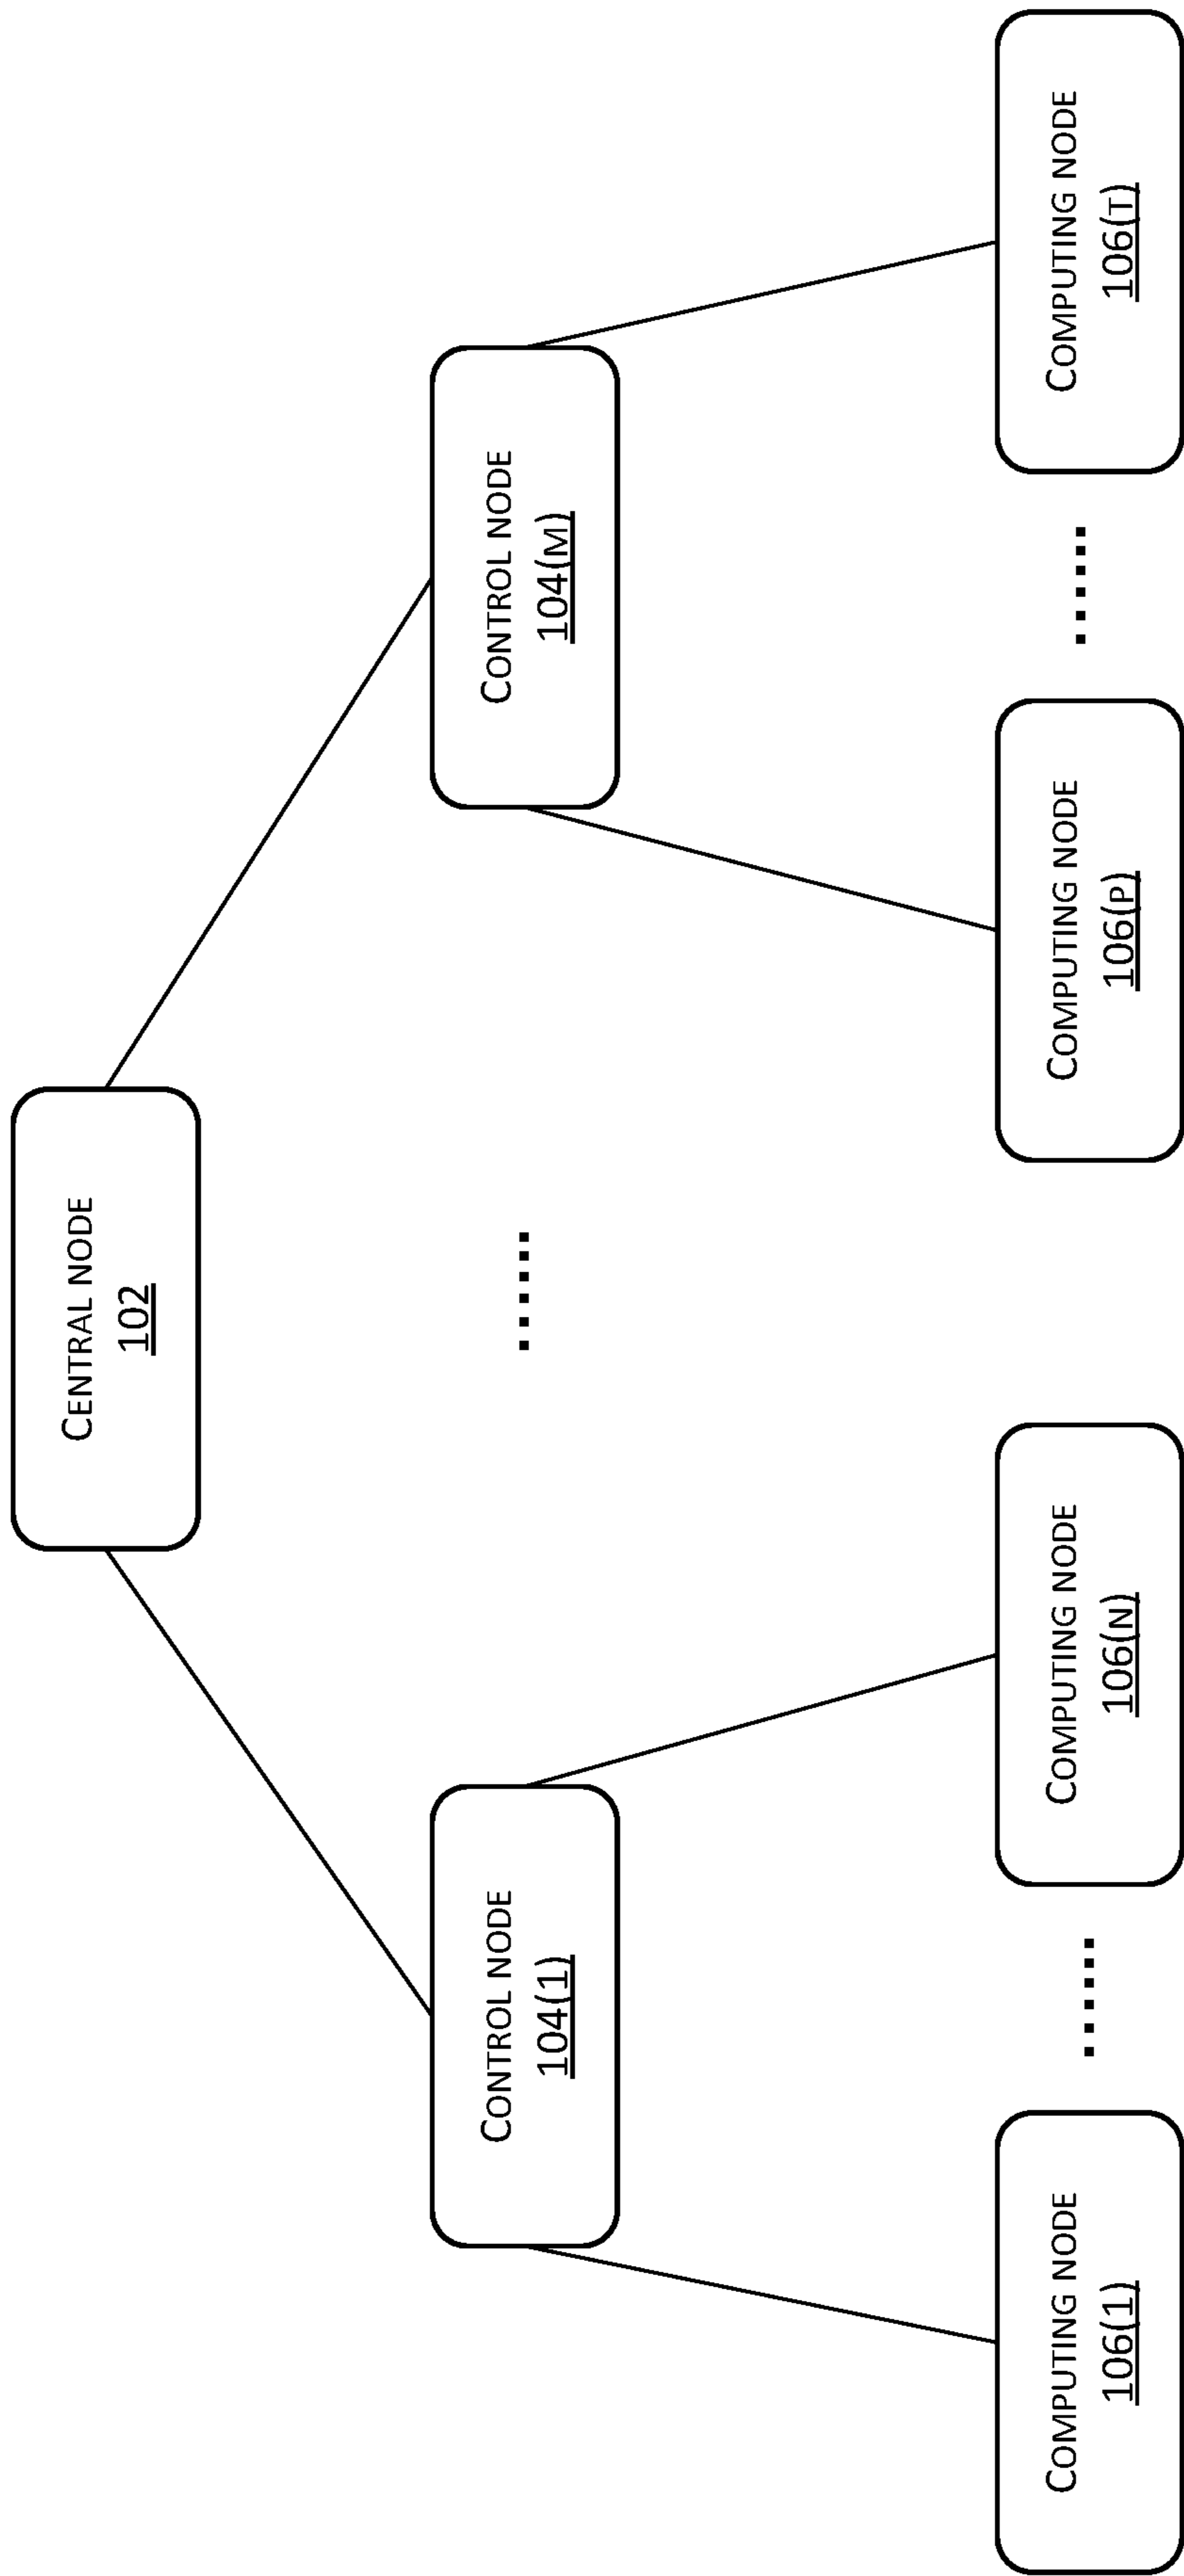 CENTRAL NODE
102
CONTROL NODE
104(1)
......
CONTROL NODE
104(M)
COMPUTING NODE
106(1)
......
COMPUTING NODE
106(N)
COMPUTING NODE
106(P)
......
COMPUTING NODE
106(T)